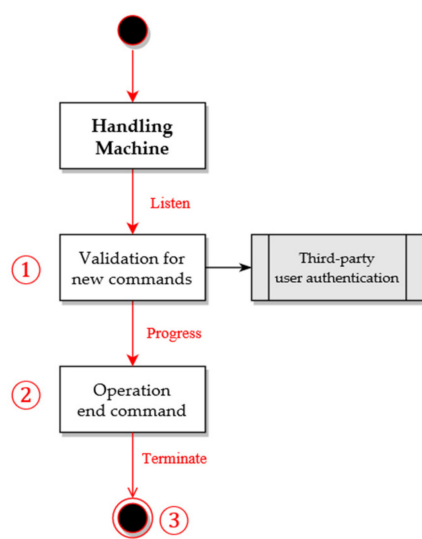 Handling
Machine
Listen
①
Validation for
new commands
Third-party
user authentication
Progress
②
Operation
end command
Terminate
③